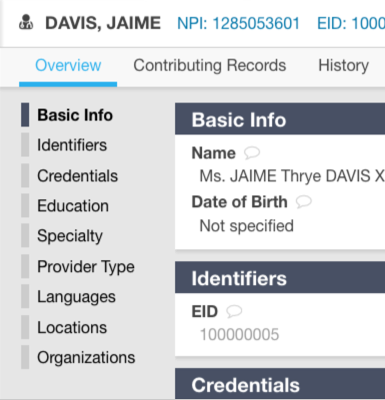 DAVIS, JAIME NPI: 1285053601 EID: 1000
Overview Contributing Records History
Basic Info
Identifiers
Credentials
Education
Specialty
Provider Type
Languages
Locations
Organizations
Basic Info
Name
Ms. JAIME Thrye DAVIS X
Date of Birth
Not specified
Identifiers
EID
100000005
Credentials